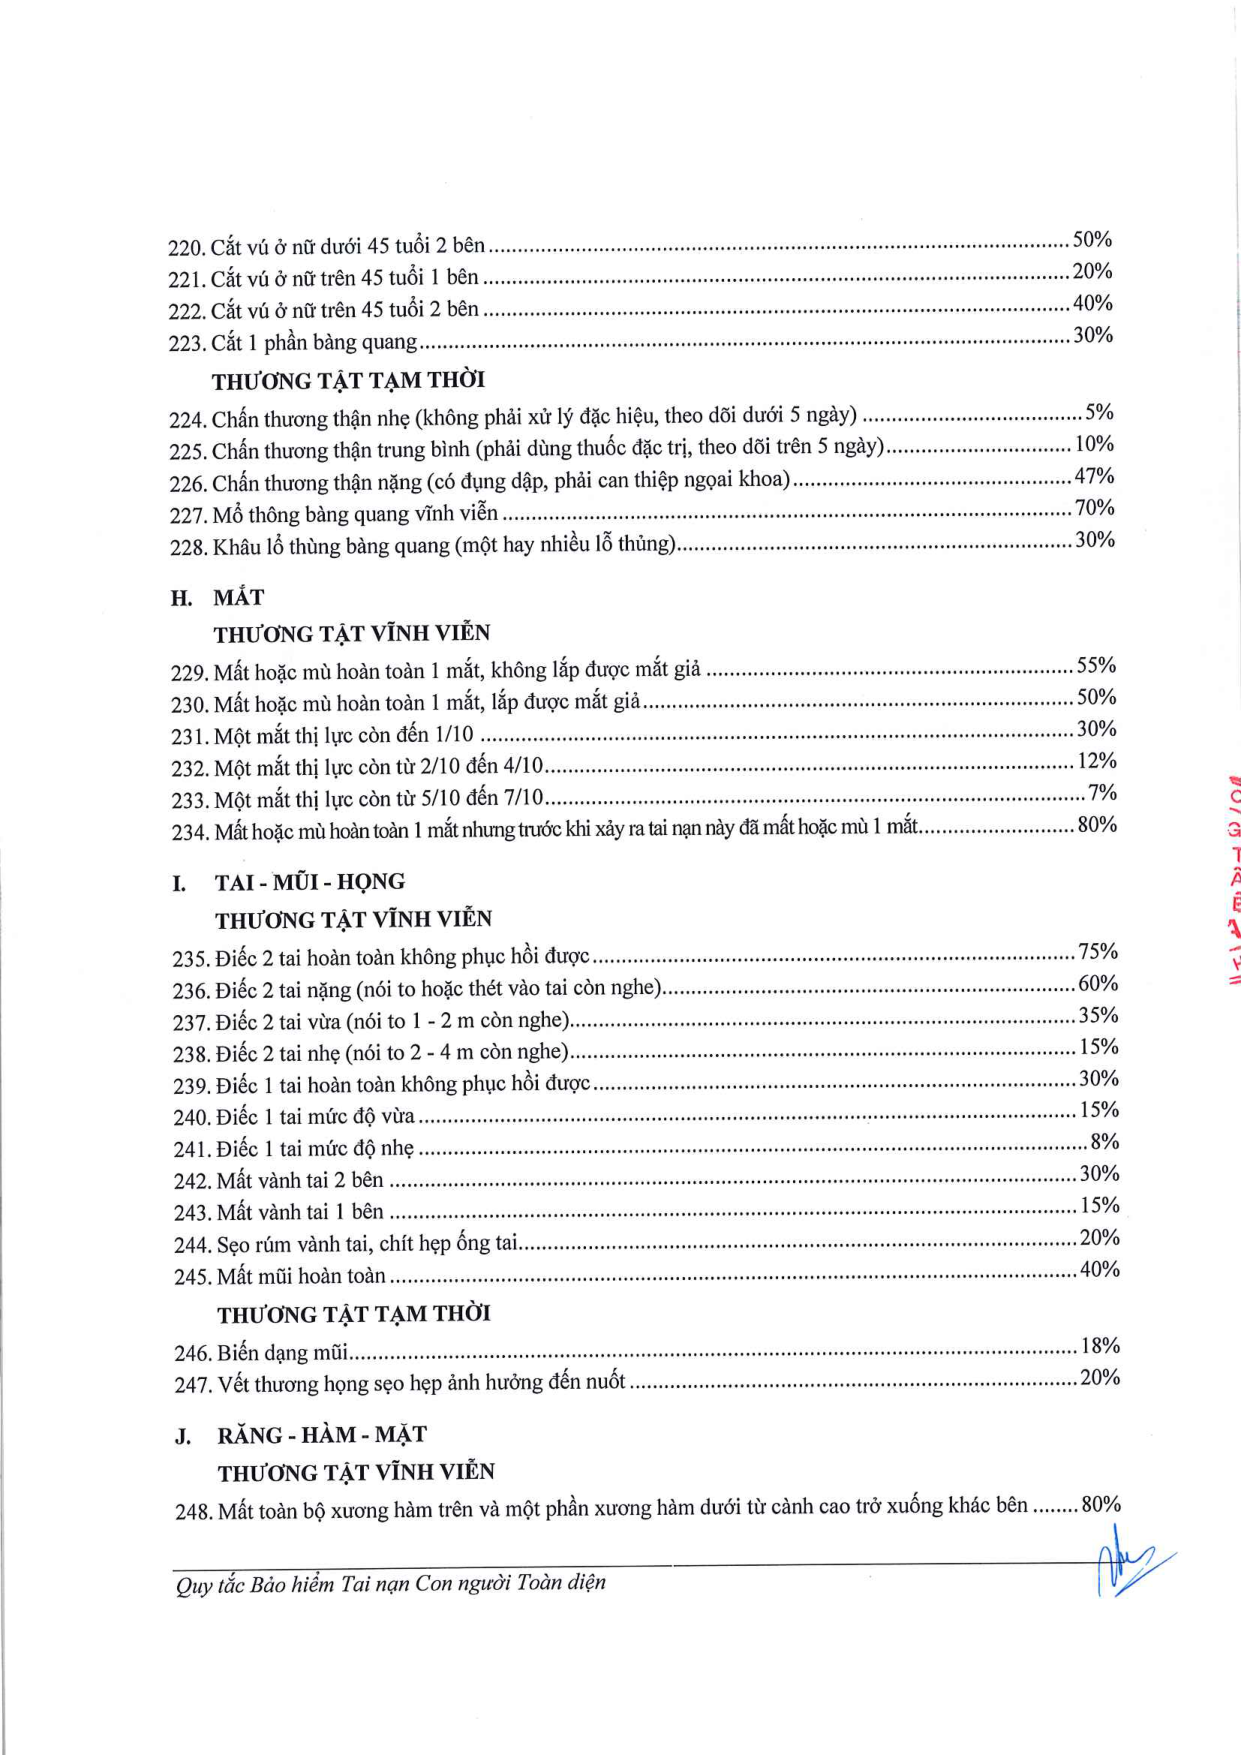 220. Cắt vú ở nữ dưới 45 tuổi 2 bên ........ 50%
221. Cắt vú ở nữ trên 45 tuổi 1 bên ........ 20%
222. Cắt vú ở nữ trên 45 tuổi 2 bên ........ 40%
223. Cắt 1 phần bàng quang ........ 30%
THƯƠNG TẬT TẠM THỜI
224. Chấn thương thận nhẹ (không phải xử lý đặc hiệu, theo dõi dưới 5 ngày) ........ 5%
225. Chấn thương thận trung bình (phải dùng thuốc đặc trị, theo dõi trên 5 ngày) ........ 10%
226. Chấn thương thận nặng (có đụng dập, phải can thiệp ngọai khoa) ........ 47%
227. Mổ thông bàng quang vĩnh viễn ........ 70%
228. Khâu lổ thùng bàng quang (một hay nhiều lỗ thủng) ........ 30%
H. MẮT
THƯƠNG TẬT VĨNH VIỄN
229. Mất hoặc mù hoàn toàn 1 mắt, không lắp được mắt giả ........ 55%
230. Mất hoặc mù hoàn toàn 1 mắt, lắp được mắt giả ........ 50%
231. Một mắt thị lực còn đến 1/10 ........ 30%
232. Một mắt thị lực còn từ 2/10 đến 4/10 ........ 12%
233. Một mắt thị lực còn từ 5/10 đến 7/10 ........ 7%
234. Mất hoặc mù hoàn toàn 1 mắt nhưng trước khi xảy ra tai nạn này đã mất hoặc mù 1 mắt ........ 80%
I. TAI - MŨI - HỌNG
THƯƠNG TẬT VĨNH VIỄN
235. Điếc 2 tai hoàn toàn không phục hồi được ........ 75%
236. Điếc 2 tai nặng (nói to hoặc thét vào tai còn nghe) ........ 60%
237. Điếc 2 tai vừa (nói to 1 - 2 m còn nghe) ........ 35%
238. Điếc 2 tai nhẹ (nói to 2 - 4 m còn nghe) ........ 15%
239. Điếc 1 tai hoàn toàn không phục hồi được ........ 30%
240. Điếc 1 tai mức độ vừa ........ 15%
241. Điếc 1 tai mức độ nhẹ ........ 8%
242. Mất vành tai 2 bên ........ 30%
243. Mất vành tai 1 bên ........ 15%
244. Sẹo rúm vành tai, chít hẹp ống tai ........ 20%
245. Mất mũi hoàn toàn ........ 40%
THƯƠNG TẬT TẠM THỜI
246. Biến dạng mũi ........ 18%
247. Vết thương họng sẹo hẹp ảnh hưởng đến nuốt ........ 20%
J. RĂNG - HÀM - MẶT
THƯƠNG TẬT VĨNH VIỄN
248. Mất toàn bộ xương hàm trên và một phần xương hàm dưới từ cành cao trở xuống khác bên ........ 80%
Quy tắc Bảo hiểm Tai nạn Con người Toàn diện